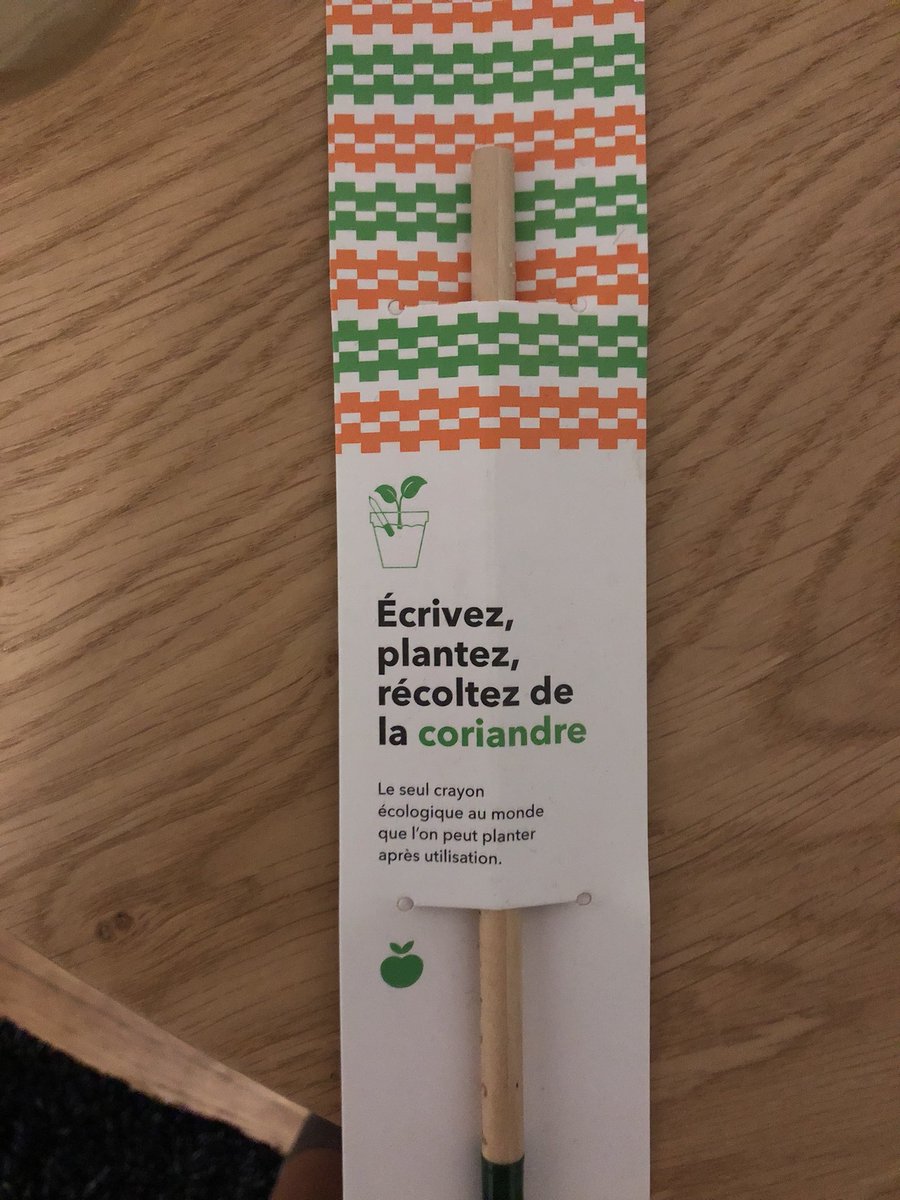 Écrivez,
plantez,
récoltez de
la coriandre
Le seul crayon
écologique au monde
que l'on peut planter
après utilisation.